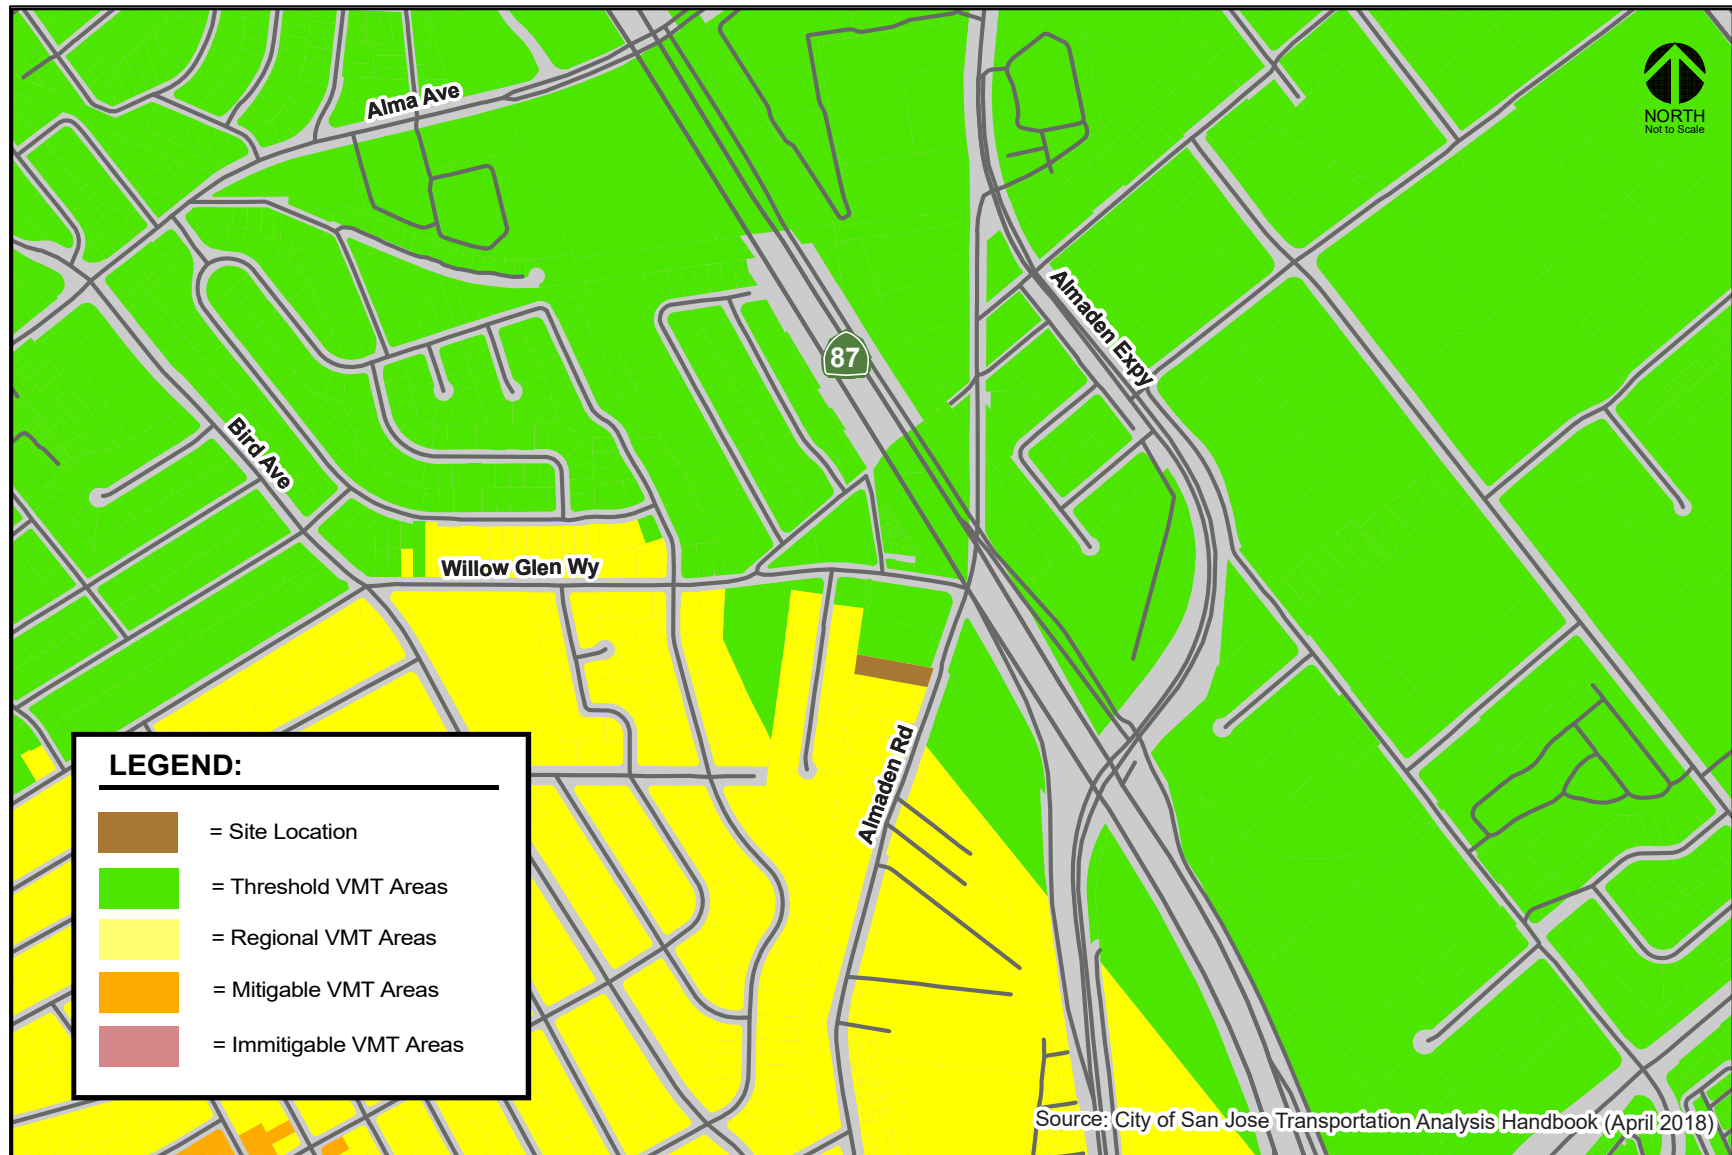 Alma Ave
NORTH
Not to Scale
Almaden Expy
87
Bird Ave
Willow Glen Wy
Almaden Rd
LEGEND:
= Site Location
= Threshold VMT Areas
= Regional VMT Areas
= Mitigable VMT Areas
= Immitigable VMT Areas
Source: City of San Jose Transportation Analysis Handbook (April 2018)